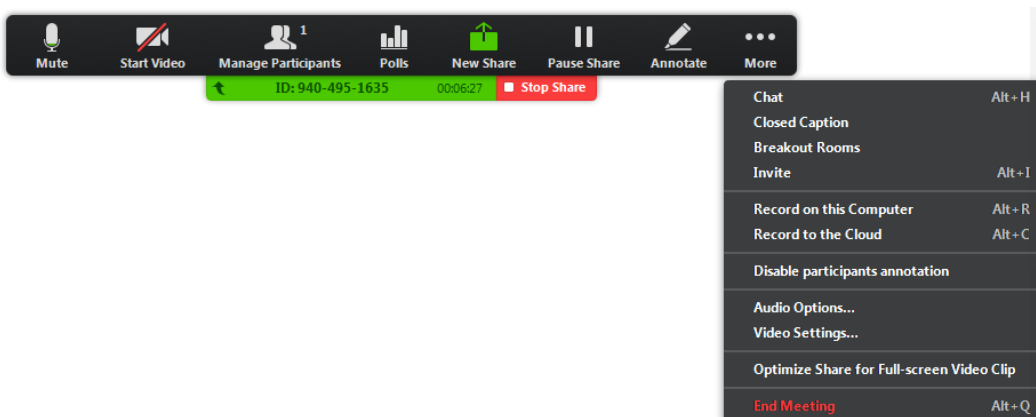 1
Mute Start Video Manage Participants Polls New Share Pause Share Annotate More
ID: 940-495-1635 00:06:27 Stop Share
Chat Alt+H
Closed Caption
Breakout Rooms
Invite Alt+I
Record on this Computer Alt+R
Record to the Cloud Alt+C
Disable participants annotation
Audio Options...
Video Settings...
Optimize Share for Full-screen Video Clip
End Meeting Alt+Q